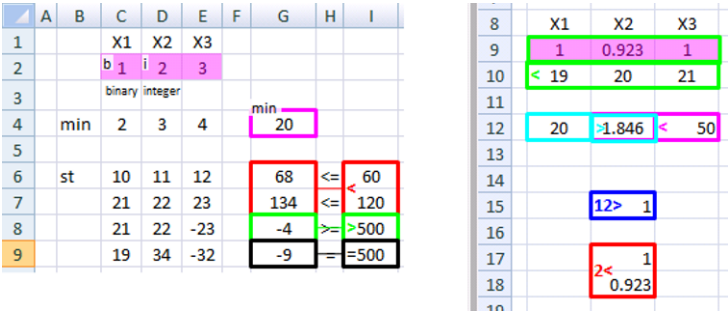 A B C D E F G H I
1 X1 X2 X3
2 b 1 i 2 3
3 binary integer
min
4 min 2 3 4 20
5
6 st 10 11 12 68 <= 60
<
7 21 22 23 134 <= 120
8 21 22 -23 -4 >= >500
9 19 34 -32 -9 = =500
8 X1 X2 X3
9 1 0.923 1
10 < 19 20 21
11
12 20 >1.846 < 50
13
14
15 12> 1
16
17 1
2<
18 0.923
19